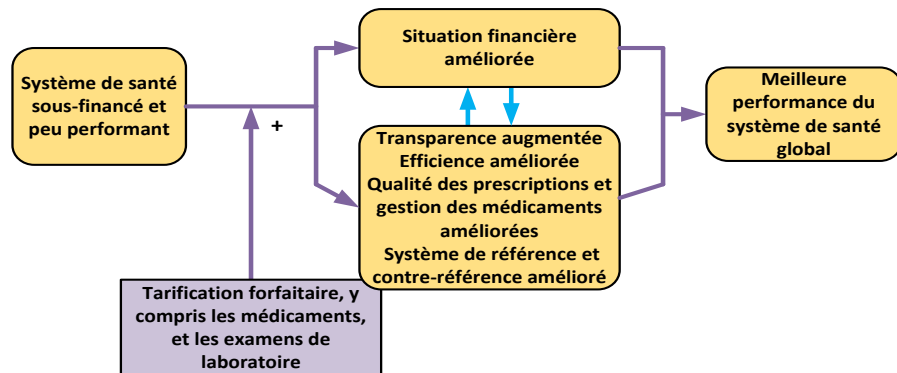 Situation financière
améliorée
Système de santé
sous-financé et
peu performant
+
Transparence augmentée
Efficience améliorée
Qualité des prescriptions et
gestion des médicaments
améliorées
Système de référence et
contre-référence amélioré
Meilleure
performance du
système de santé
global
Tarification forfaitaire, y
compris les médicaments,
et les examens de
laboratoire